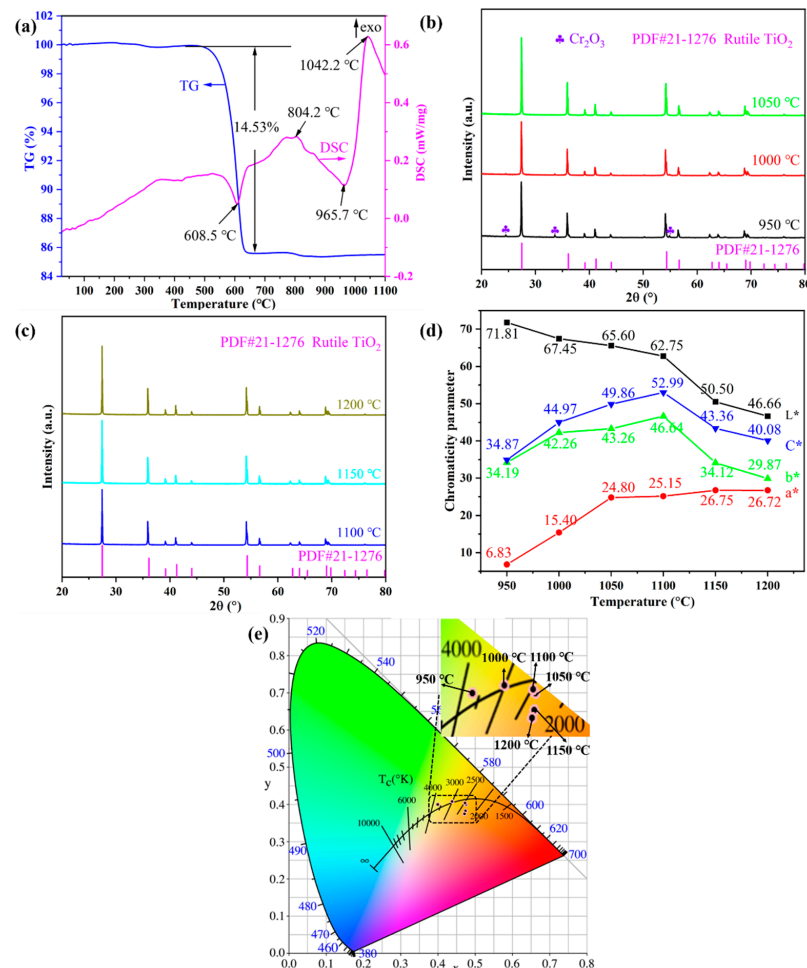 (a)
102
100
98
96
94
92
90
88
86
84
TG (%)
TG
14.53%
608.5 °C
804.2 °C
DSC
965.7 °C
1042.2 °C
exo
0.6
0.4
0.2
0.0
-0.2
DSC (mW/mg)
100 200 300 400 500 600 700 800 900 1000 1100
Temperature (°C)
(b)
Cr₂O₃ PDF#21-1276 Rutile TiO₂
1050 °C
1000 °C
950 °C
PDF#21-1276
Intensity (a.u.)
20 30 40 50 60 70 80
2θ (°)
(c)
PDF#21-1276 Rutile TiO₂
1200 °C
1150 °C
1100 °C
PDF#21-1276
Intensity (a.u.)
20 30 40 50 60 70 80
2θ (°)
(d)
70
60
50
40
30
20
10
Chromaticity parameter
71.81 67.45 65.60 62.75 50.50 46.66
L*
34.87 44.97 49.86 52.99 43.36 40.08
C*
34.19 42.26 43.26 46.64 34.12 29.87
b*
6.83 15.40 24.80 25.15 26.75 26.72
a*
950 1000 1050 1100 1150 1200
Temperature (°C)
(e)
0.9
0.8
0.7
0.6
0.5
0.4
0.3
0.2
0.1
0.0
y
520
540
580
600
620
700
500
490
480
470
460
380
T_c(°K)
∞
10000
6000
4000
3000
2500
2000
1500
4000
2000
950 °C
1000 °C
1100 °C
1050 °C
1150 °C
1200 °C
0.0 0.1 0.2 0.3 0.4 0.5 0.6 0.7 0.8